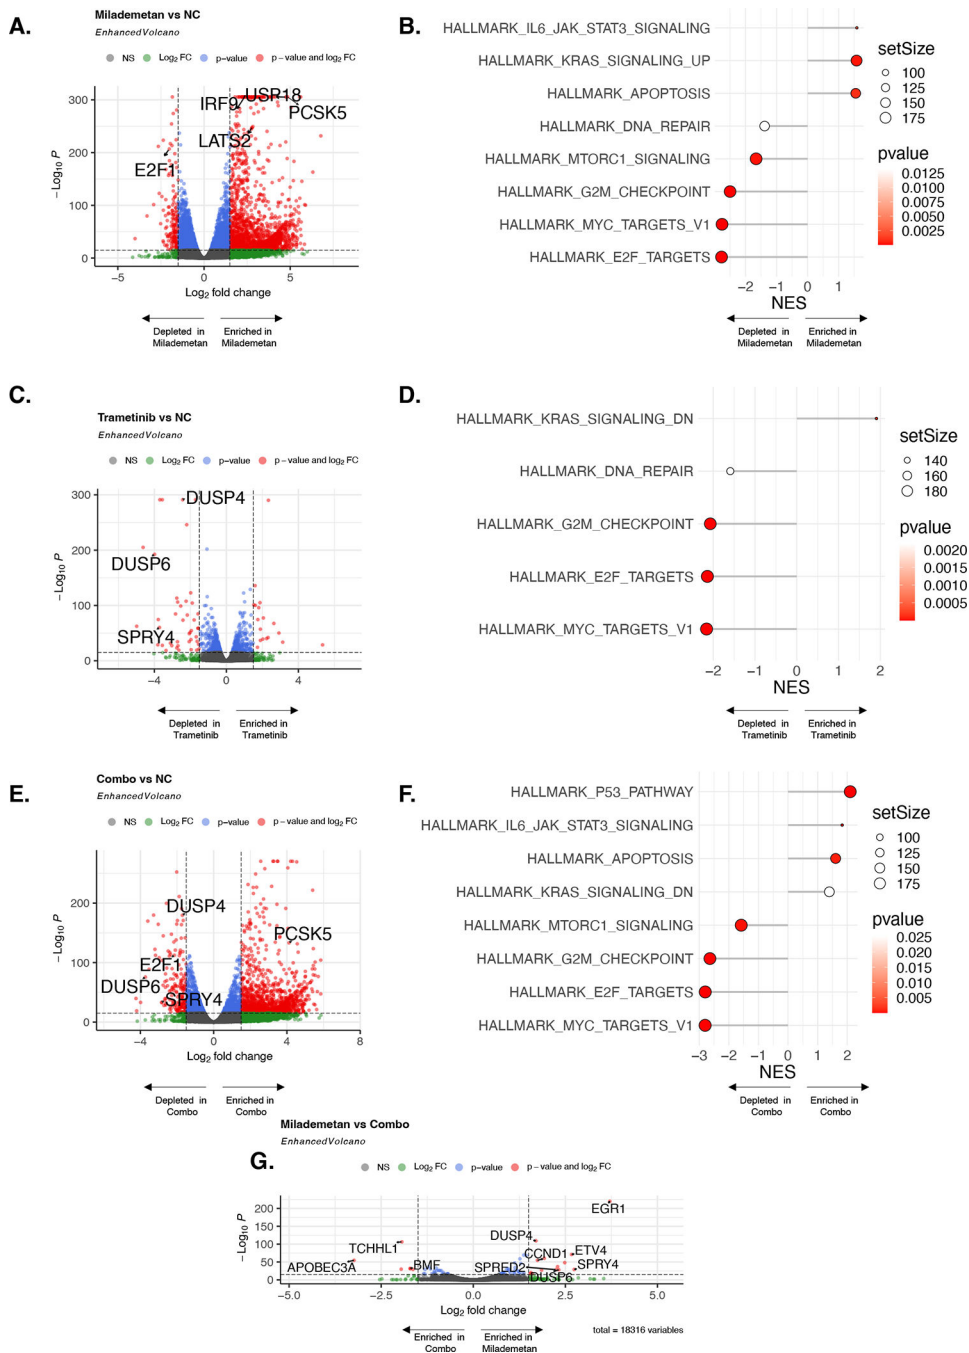 A.
Milademetan vs NC
EnhancedVolcano
NS Log2 FC p-value p – value and log2 FC
300
200
100
0
– Log10 P
IRF9
USP18
PCSK5
LATS2
E2F1
−5 0 5
Log2 fold change
Depleted in Milademetan
Enriched in Milademetan
B.
HALLMARK_IL6_JAK_STAT3_SIGNALING
HALLMARK_KRAS_SIGNALING_UP
HALLMARK_APOPTOSIS
HALLMARK_DNA_REPAIR
HALLMARK_MTORC1_SIGNALING
HALLMARK_G2M_CHECKPOINT
HALLMARK_MYC_TARGETS_V1
HALLMARK_E2F_TARGETS
−2 −1 0 1
NES
Depleted in Milademetan
Enriched in Milademetan
setSize
100
125
150
175
pvalue
0.0125
0.0100
0.0075
0.0050
0.0025
C.
Trametinib vs NC
EnhancedVolcano
NS Log2 FC p-value p – value and log2 FC
300
200
100
0
– Log10 P
DUSP4
DUSP6
SPRY4
−4 0 4
Log2 fold change
Depleted in Trametinib
Enriched in Trametinib
D.
HALLMARK_KRAS_SIGNALING_DN
HALLMARK_DNA_REPAIR
HALLMARK_G2M_CHECKPOINT
HALLMARK_E2F_TARGETS
HALLMARK_MYC_TARGETS_V1
−2 −1 0 1 2
NES
Depleted in Trametinib
Enriched in Trametinib
setSize
140
160
180
pvalue
0.0020
0.0015
0.0010
0.0005
E.
Combo vs NC
EnhancedVolcano
NS Log2 FC p-value p – value and log2 FC
200
100
0
– Log10 P
DUSP4
PCSK5
E2F1
DUSP6
SPRY4
−4 0 4 8
Log2 fold change
Depleted in Combo
Enriched in Combo
F.
HALLMARK_P53_PATHWAY
HALLMARK_IL6_JAK_STAT3_SIGNALING
HALLMARK_APOPTOSIS
HALLMARK_KRAS_SIGNALING_DN
HALLMARK_MTORC1_SIGNALING
HALLMARK_G2M_CHECKPOINT
HALLMARK_E2F_TARGETS
HALLMARK_MYC_TARGETS_V1
−3 −2 −1 0 1 2
NES
Depleted in Combo
Enriched in Combo
setSize
100
125
150
175
pvalue
0.025
0.020
0.015
0.010
0.005
Milademetan vs Combo
EnhancedVolcano
G.
NS Log2 FC p-value p – value and log2 FC
200
150
100
50
0
– Log10 P
EGR1
DUSP4
TCHHL1
CCND1
ETV4
APOBEC3A
BMF
SPRED2
SPRY4
DUSP6
−5.0 −2.5 0.0 2.5 5.0
Log2 fold change
Enriched in Combo
Enriched in Milademetan
total = 18316 variables